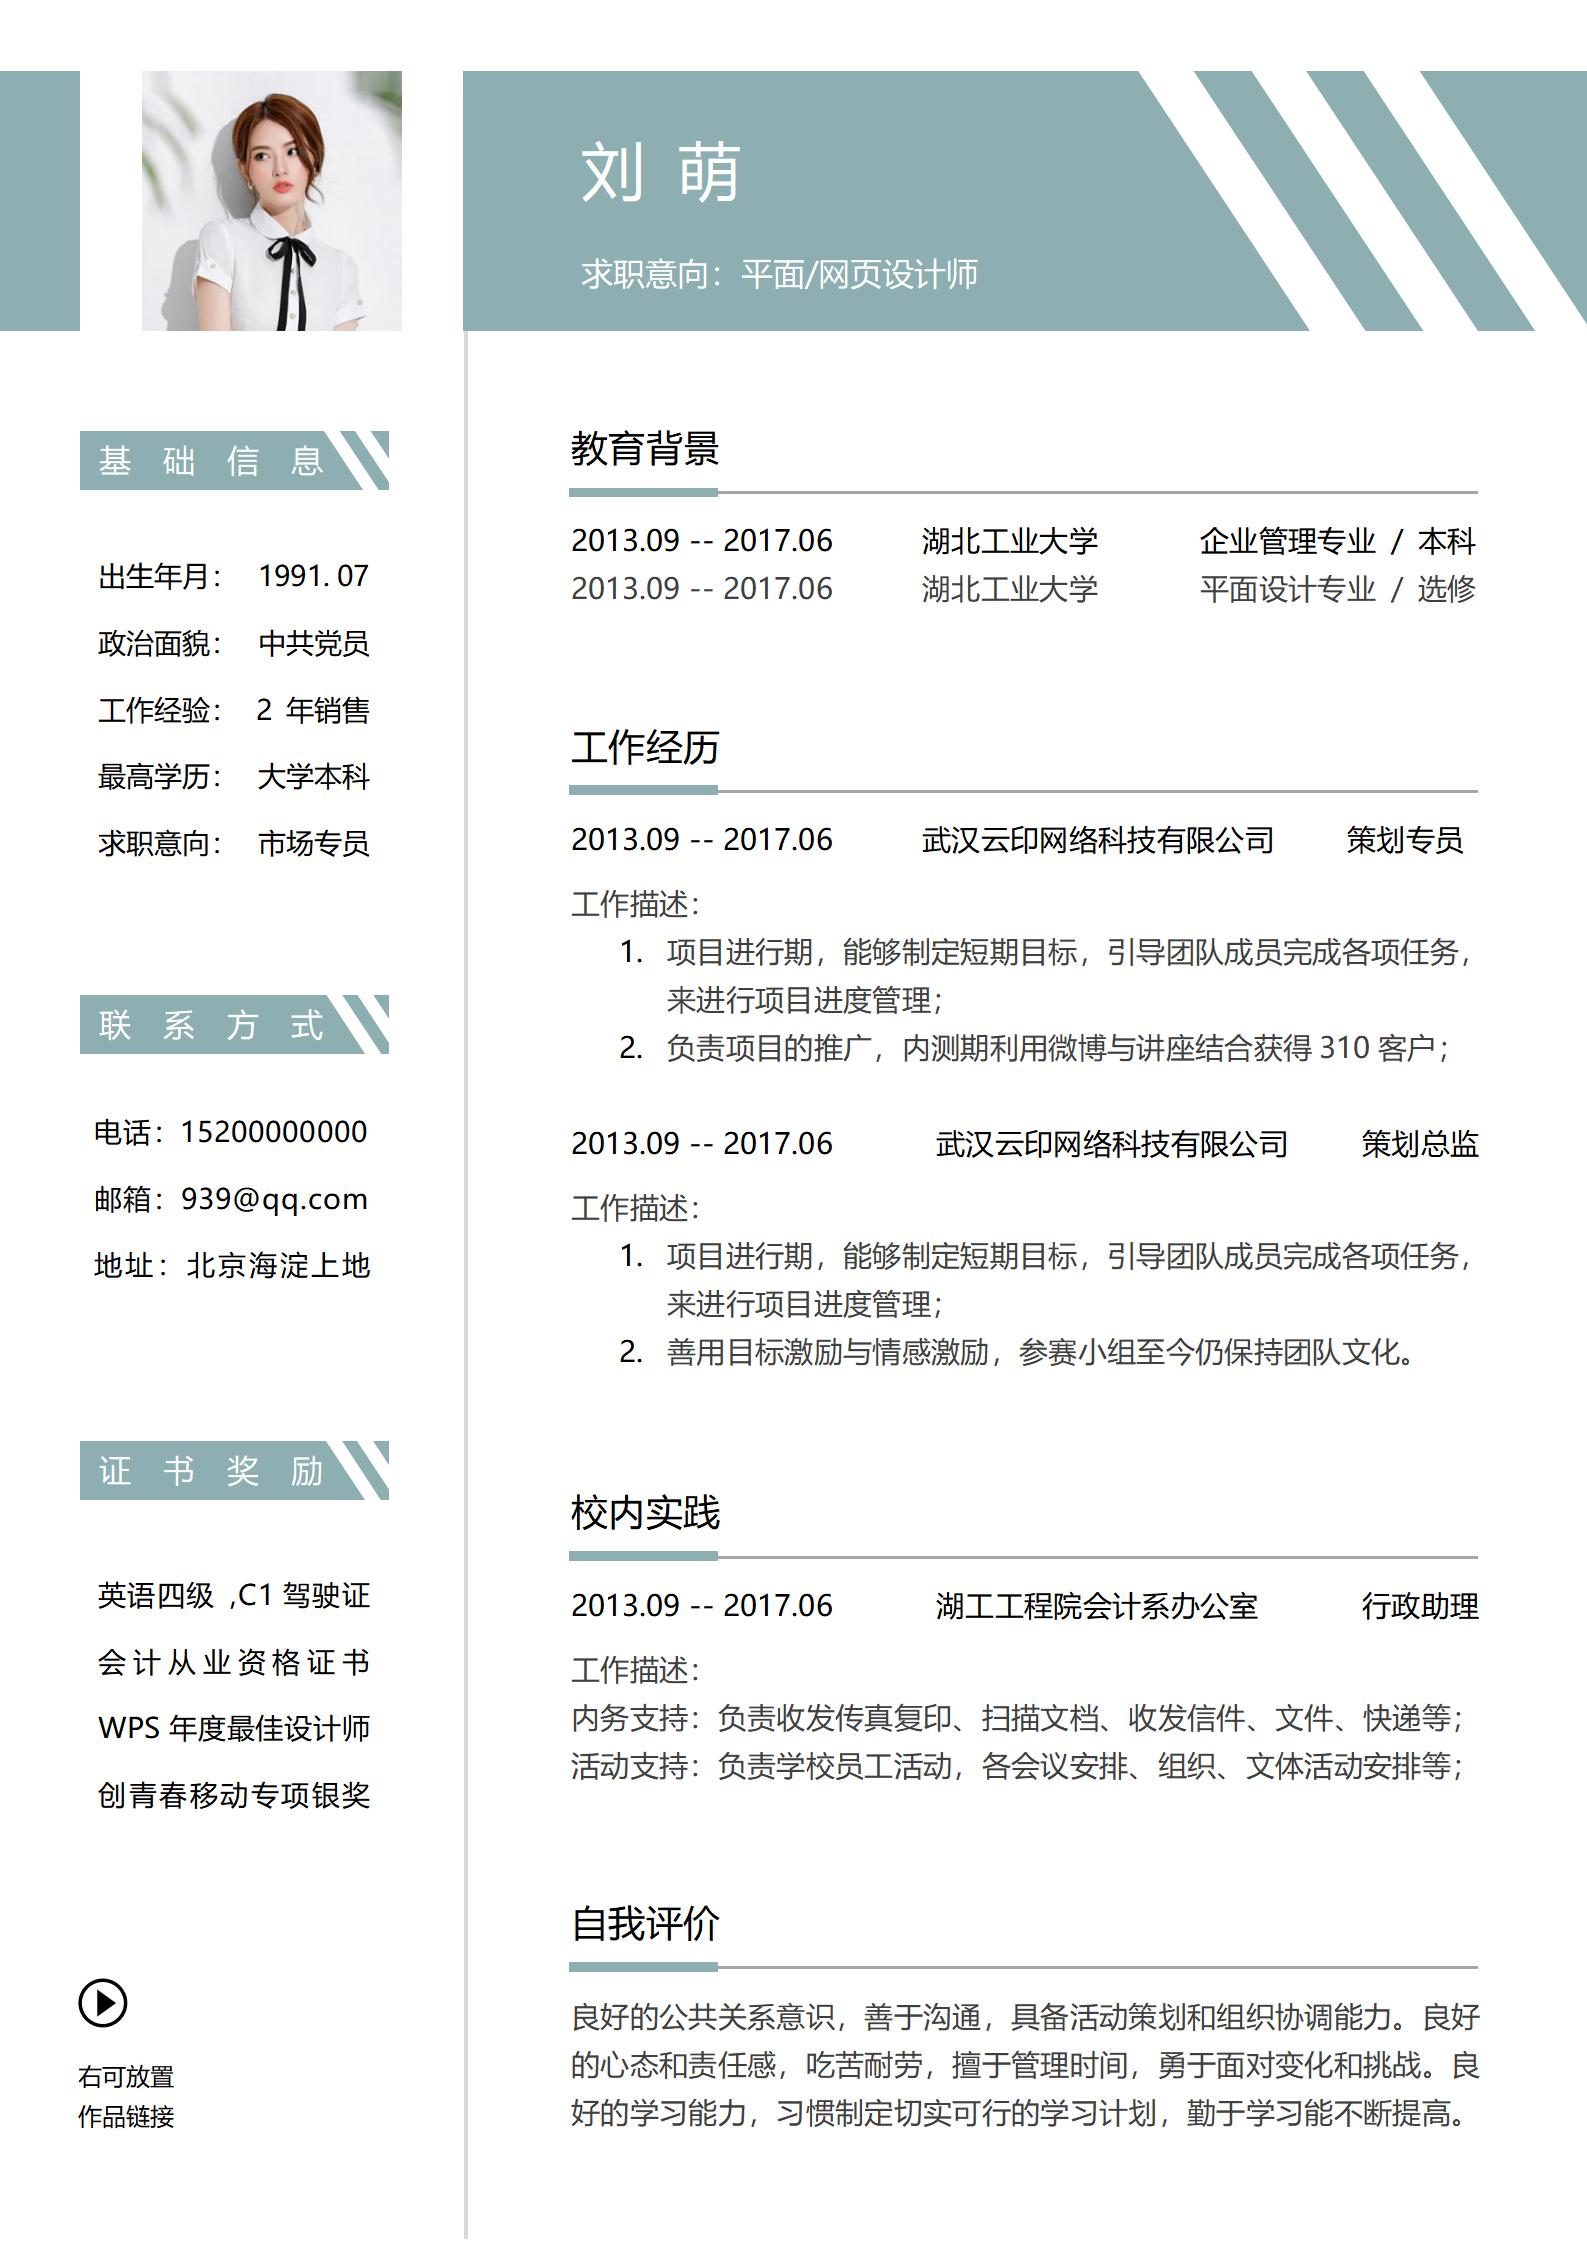 刘 萌
求职意向：平面/网页设计师
基 础 信 息
出生年月： 1991.07
政治面貌： 中共党员
工作经验： 2 年销售
最高学历： 大学本科
求职意向： 市场专员
联 系 方 式
电话：15200000000
邮箱：939@qq.com
地址：北京海淀上地
证 书 奖 励
英语四级 ,C1 驾驶证
会计从业资格证书
WPS 年度最佳设计师
创青春移动专项银奖
右可放置
作品链接
教育背景
2013.09 -- 2017.06 湖北工业大学 企业管理专业 / 本科
2013.09 -- 2017.06 湖北工业大学 平面设计专业 / 选修
工作经历
2013.09 -- 2017.06 武汉云印网络科技有限公司 策划专员
工作描述：
1. 项目进行期，能够制定短期目标，引导团队成员完成各项任务，
来进行项目进度管理；
2. 负责项目的推广，内测期利用微博与讲座结合获得 310 客户；
2013.09 -- 2017.06 武汉云印网络科技有限公司 策划总监
工作描述：
1. 项目进行期，能够制定短期目标，引导团队成员完成各项任务，
来进行项目进度管理；
2. 善用目标激励与情感激励，参赛小组至今仍保持团队文化。
校内实践
2013.09 -- 2017.06 湖工工程院会计系办公室 行政助理
工作描述：
内务支持：负责收发传真复印、扫描文档、收发信件、文件、快递等；
活动支持：负责学校员工活动，各会议安排、组织、文体活动安排等；
自我评价
良好的公共关系意识，善于沟通，具备活动策划和组织协调能力。良好
的心态和责任感，吃苦耐劳，擅于管理时间，勇于面对变化和挑战。良
好的学习能力，习惯制定切实可行的学习计划，勤于学习能不断提高。